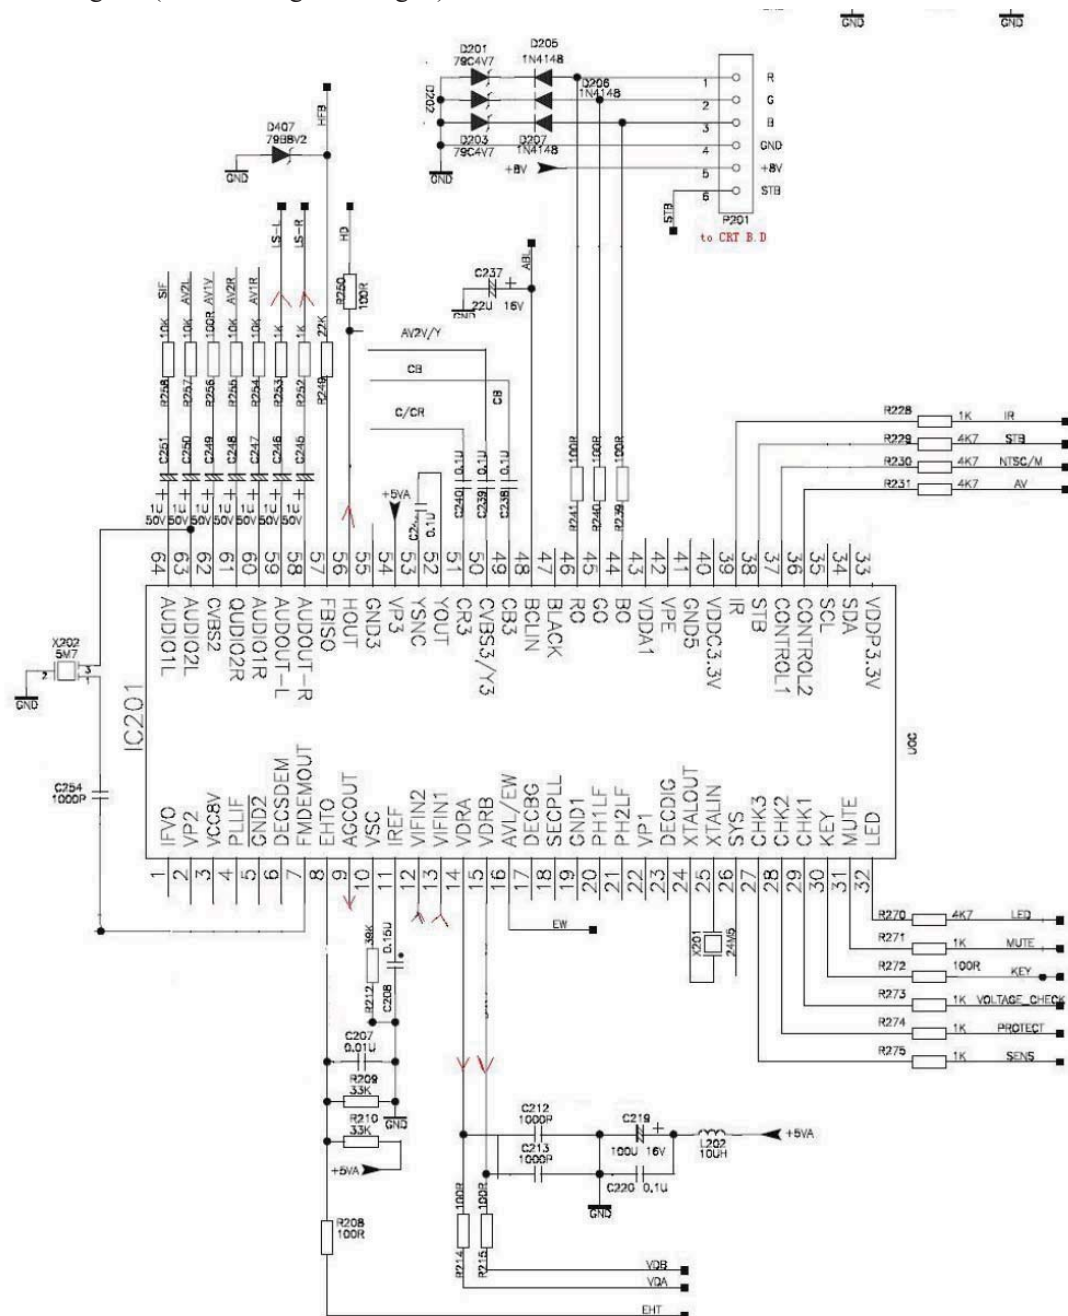 GND
GND
D201
79C4V7
D205
1N4148
D206
1N4148
D202
D203
79C4V7
D207
1N4148
GND
+8V
1 R
2 G
3 B
4 GND
5 +8V
6 STB
STB
P201
to CRT B.D
D407
79B8V2
GND
HFB
LS-L
LS-R
HD
R250
100R
C237
22U 16V
GND
ABL
AV2V/Y
CB
CB
C/CR
SIF
AV2L
AV1V
AV2R
AV1R
10K
10K
100R
10K
10K
1K
1K
22K
R258
R257
R256
R255
R254
R253
R252
R249
C251
C250
C249
C248
C247
C246
C245
1U
50V
1U
50V
1U
50V
1U
50V
1U
50V
1U
50V
+5VA
0.1U
C240
0.1U
C239
0.1U
C238
0.1U
R241
100R
R240
100R
R239
100R
R228 1K IR
R229 4K7 STB
R230 4K7 NTSC/M
R231 4K7 AV
64 63 62 61 60 59 58 57 56 55 54 53 52 51 50 49 48 47 46 45 44 43 42 41 40 39 38 37 36 35 34 33
AUDIO1L
AUDIO2L
CVBS2
QUDIO2R
AUDIO1R
AUDOUT-L
AUDOUT-R
FBISO
HOUT
GND3
VP3
YSNC
YOUT
CR3
CVBS3/Y3
CB3
BCLIN
BLACK
RO
GO
BO
VDDA1
VPE
GND5
VDDC3.3V
IR
STB
CONTROL1
CONTROL2
SCL
SDA
VDDP3.3V
X202
5M7
2
3
1
GND
IC201
UOC
C254
1000P
IFVO
VP2
VCC8V
PLLIF
GND2
DECSDEM
FMDEMOUT
EHTO
AGCOUT
VSC
IREF
VIFIN2
VIFIN1
VDRA
VDRB
AVL/EW
DECBG
SECPLL
GND1
PH1LF
PH2LF
VP1
DECDIG
XTALOUT
XTALIN
SYS
CHK3
CHK2
CHK1
KEY
MUTE
LED
1 2 3 4 5 6 7 8 9 10 11 12 13 14 15 16 17 18 19 20 21 22 23 24 25 26 27 28 29 30 31 32
EW
X201
24M5
R212
39K
C208
0.15U
R270 4K7 LED
R271 1K MUTE
R272 100R KEY
R273 1K VOLTAGE_CHECK
R274 1K PROTECT
R275 1K SENS
C207
0.01U
R209
33K
R210
33K
GND
+5VA
C212
1000P
C213
1000P
C219
100U 16V
C220 0.1U
GND
L202
10UH
+5VA
R208
100R
R214
100R
R215
100R
VDB
VDA
EHT